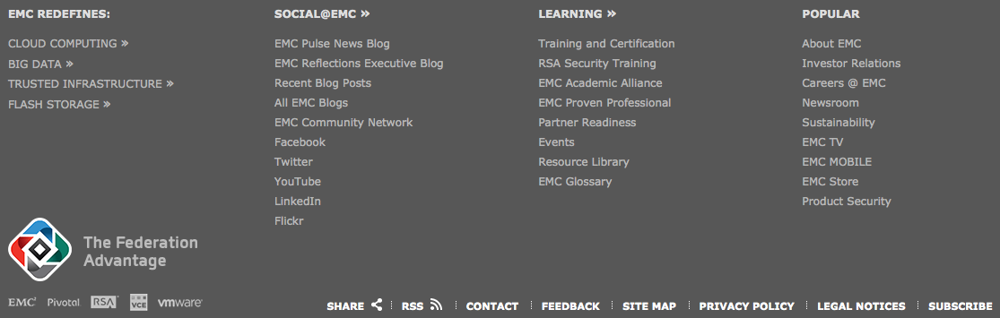 EMC REDEFINES:
CLOUD COMPUTING »
BIG DATA »
TRUSTED INFRASTRUCTURE »
FLASH STORAGE »
SOCIAL@EMC »
EMC Pulse News Blog
EMC Reflections Executive Blog
Recent Blog Posts
All EMC Blogs
EMC Community Network
Facebook
Twitter
YouTube
LinkedIn
Flickr
LEARNING »
Training and Certification
RSA Security Training
EMC Academic Alliance
EMC Proven Professional
Partner Readiness
Events
Resource Library
EMC Glossary
POPULAR
About EMC
Investor Relations
Careers @ EMC
Newsroom
Sustainability
EMC TV
EMC MOBILE
EMC Store
Product Security
The Federation
Advantage
EMC² Pivotal RSA VCE vmware
SHARE RSS CONTACT FEEDBACK SITE MAP PRIVACY POLICY LEGAL NOTICES SUBSCRIBE